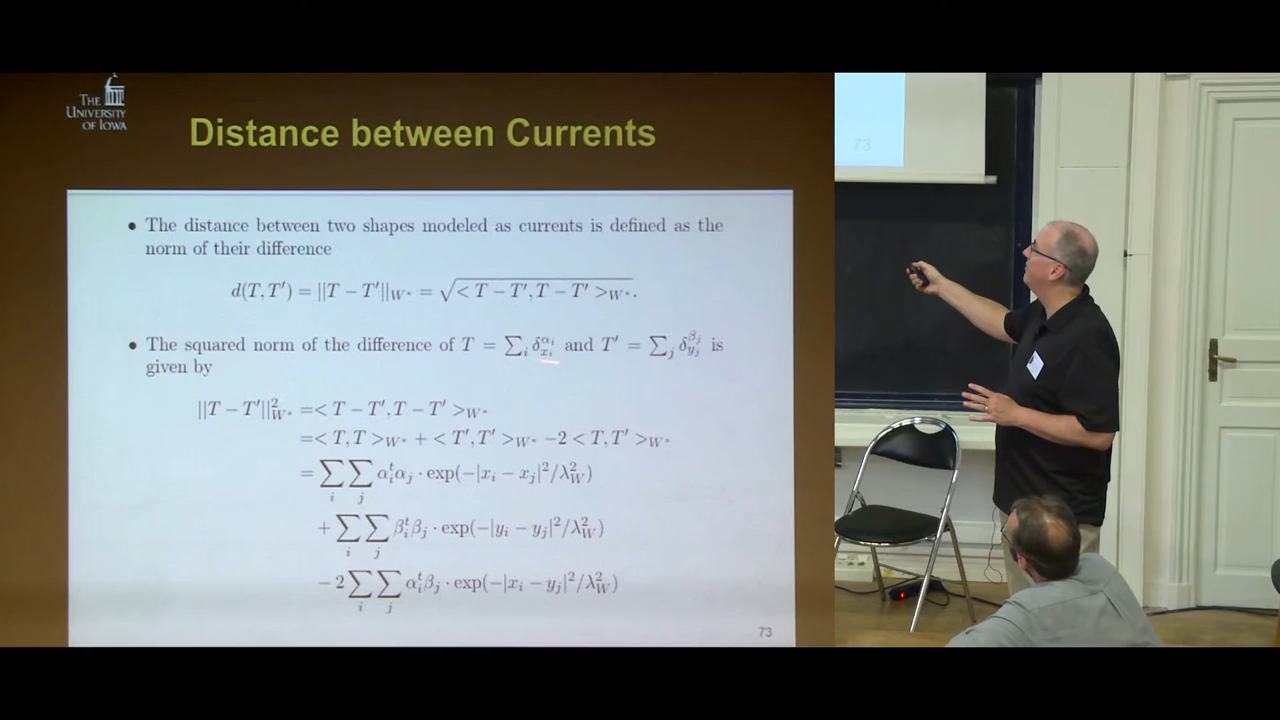 THE
UNIVERSITY
OF IOWA
Distance between Currents
• The distance between two shapes modeled as currents is defined as the
norm of their difference
d(T, T′) = ||T − T′||_{W*} = √(< T − T′, T − T′ >_{W*}).
• The squared norm of the difference of T = ∑_i δ_{x_i}^{α_i} and T′ = ∑_j δ_{y_j}^{β_j} is
given by
||T − T′||²_{W*} =< T − T′, T − T′ >_{W*}
=< T, T >_{W*} + < T′, T′ >_{W*} −2 < T, T′ >_{W*}
= ∑_i ∑_j α_i^t α_j · exp(−|x_i − x_j|²/λ_W²)
+ ∑_i ∑_j β_i^t β_j · exp(−|y_i − y_j|²/λ_W²)
− 2 ∑_i ∑_j α_i^t β_j · exp(−|x_i − y_j|²/λ_W²)
73
73